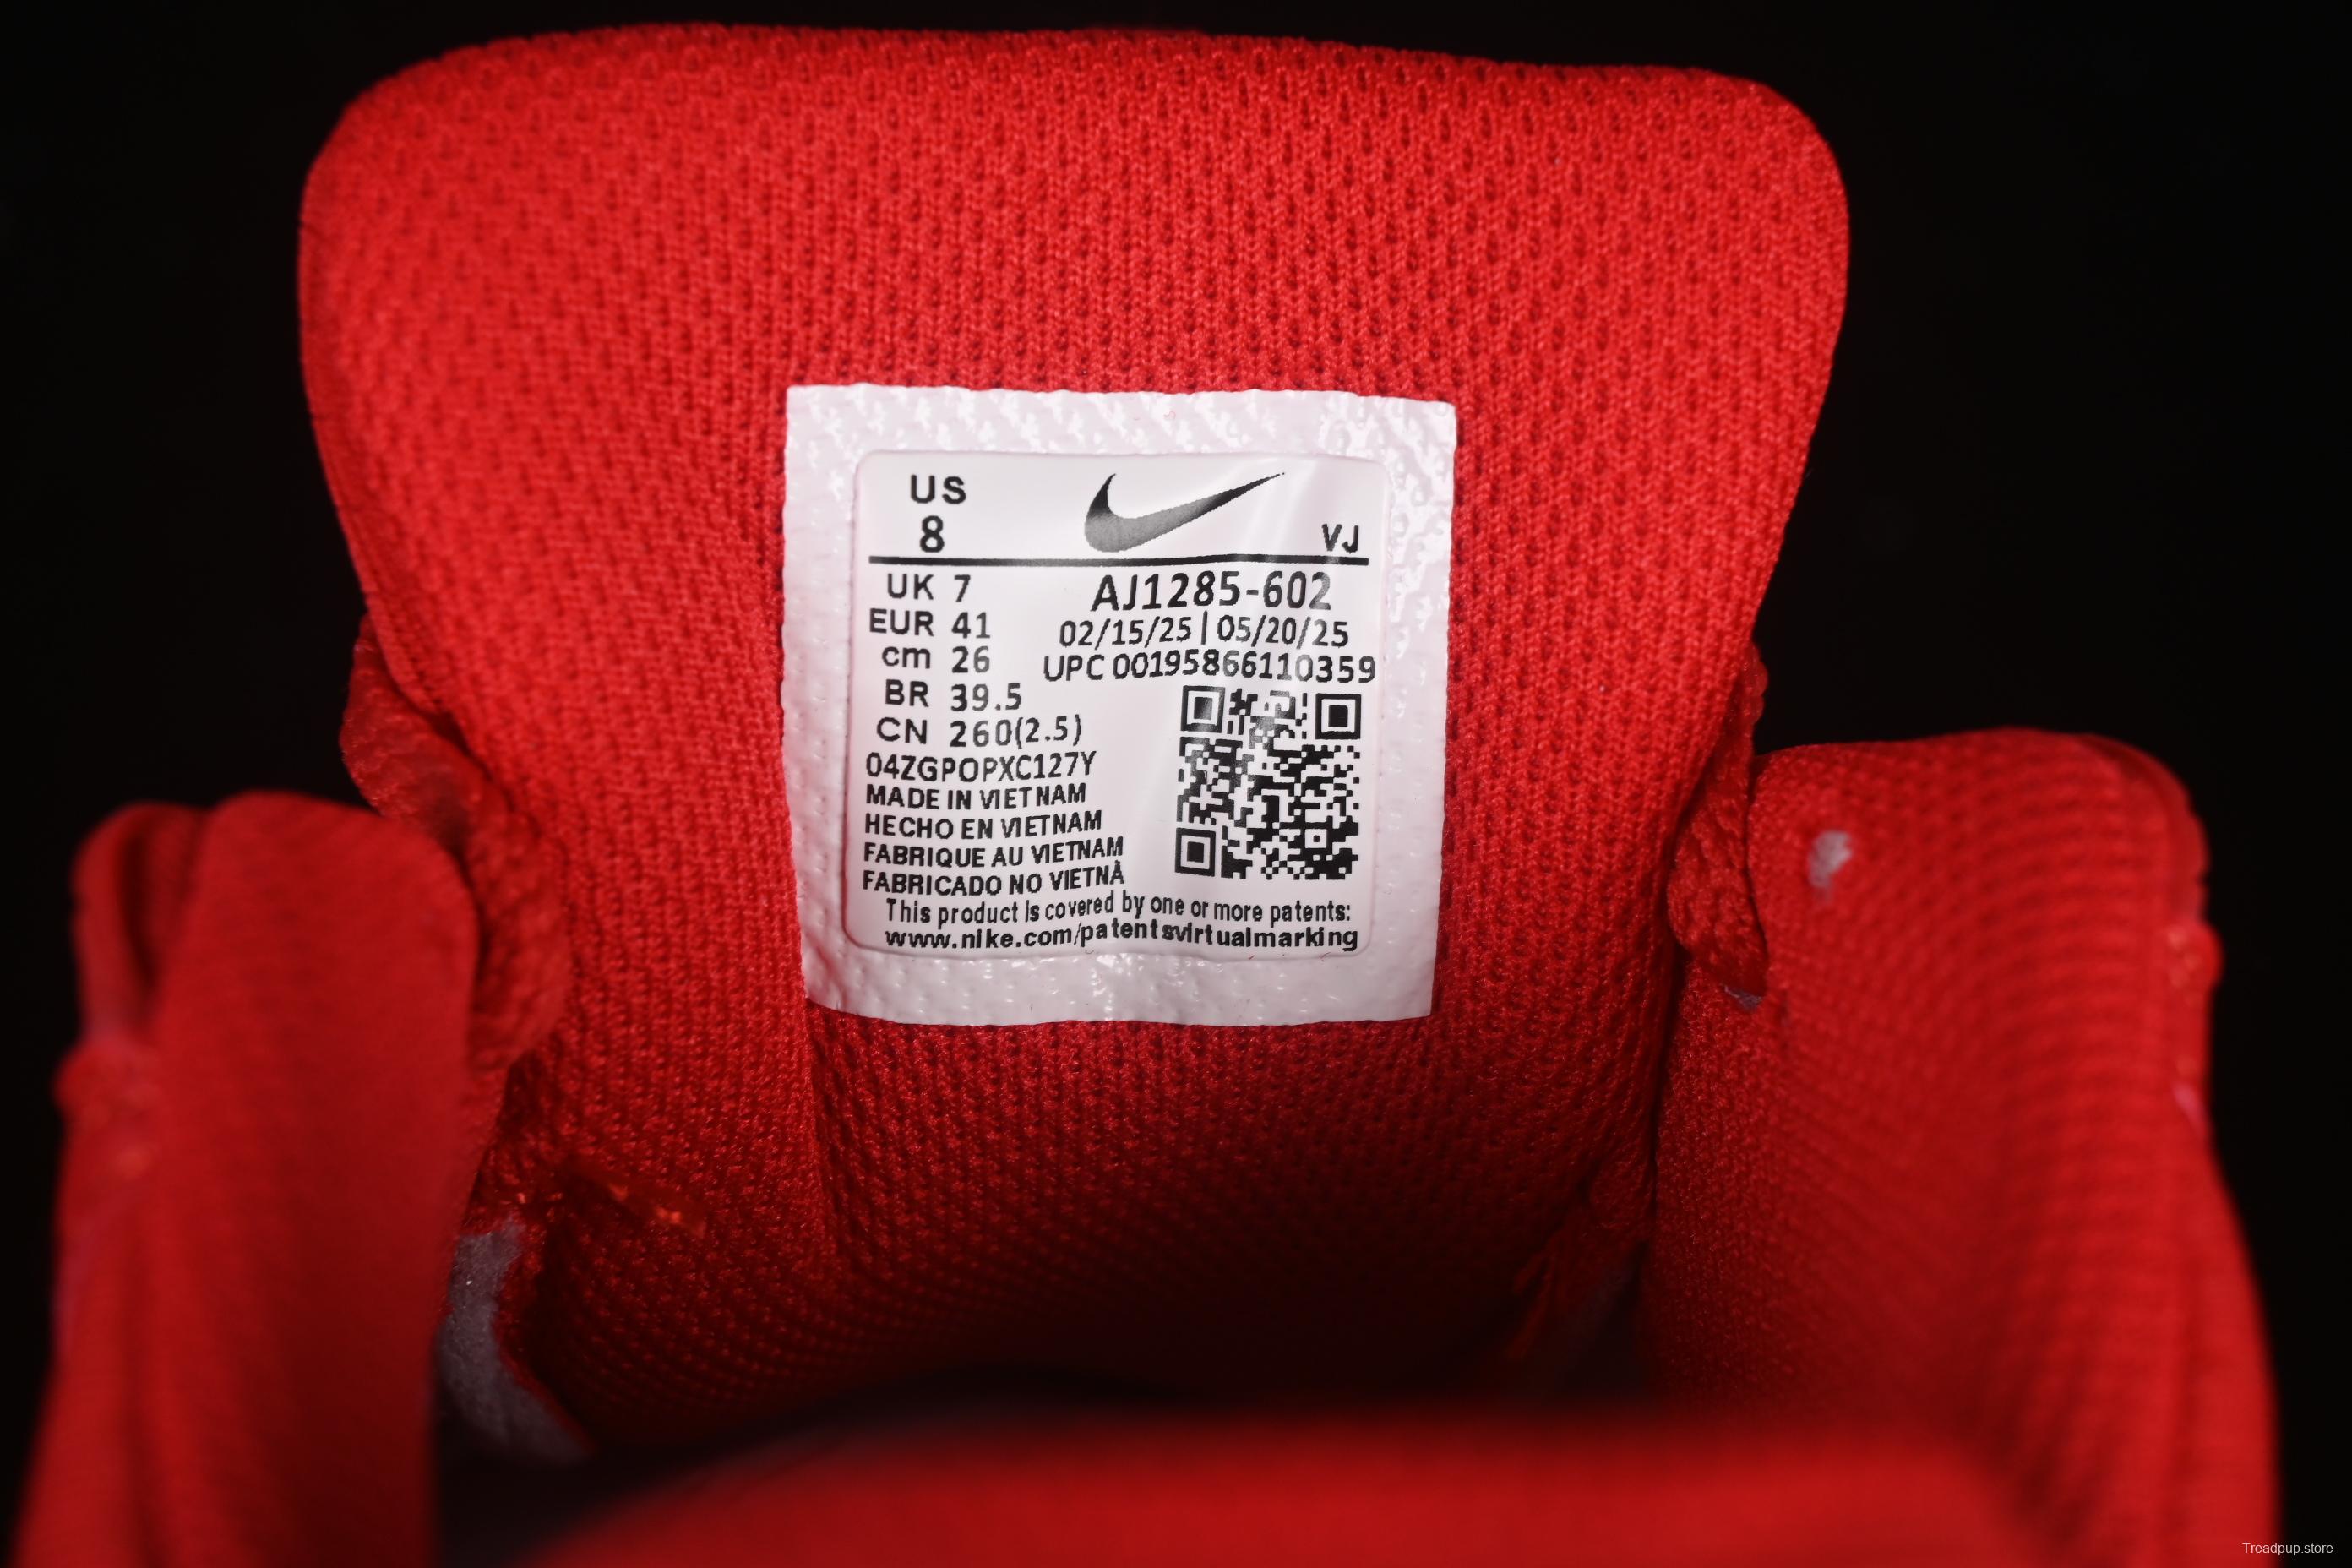 US
8
VJ
UK 7
AJ1285-602
EUR 41
02/15/25 | 05/20/25
cm 26
UPC 00195866110359
BR 39.5
CN 260(2.5)
04ZGPOPXC127Y
MADE IN VIETNAM
HECHO EN VIETNAM
FABRIQUE AU VIETNAM
FABRICADO NO VIETNÃ
This product is covered by one or more patents:
www.nike.com/patentsvirtualmarking
Treadpup.store